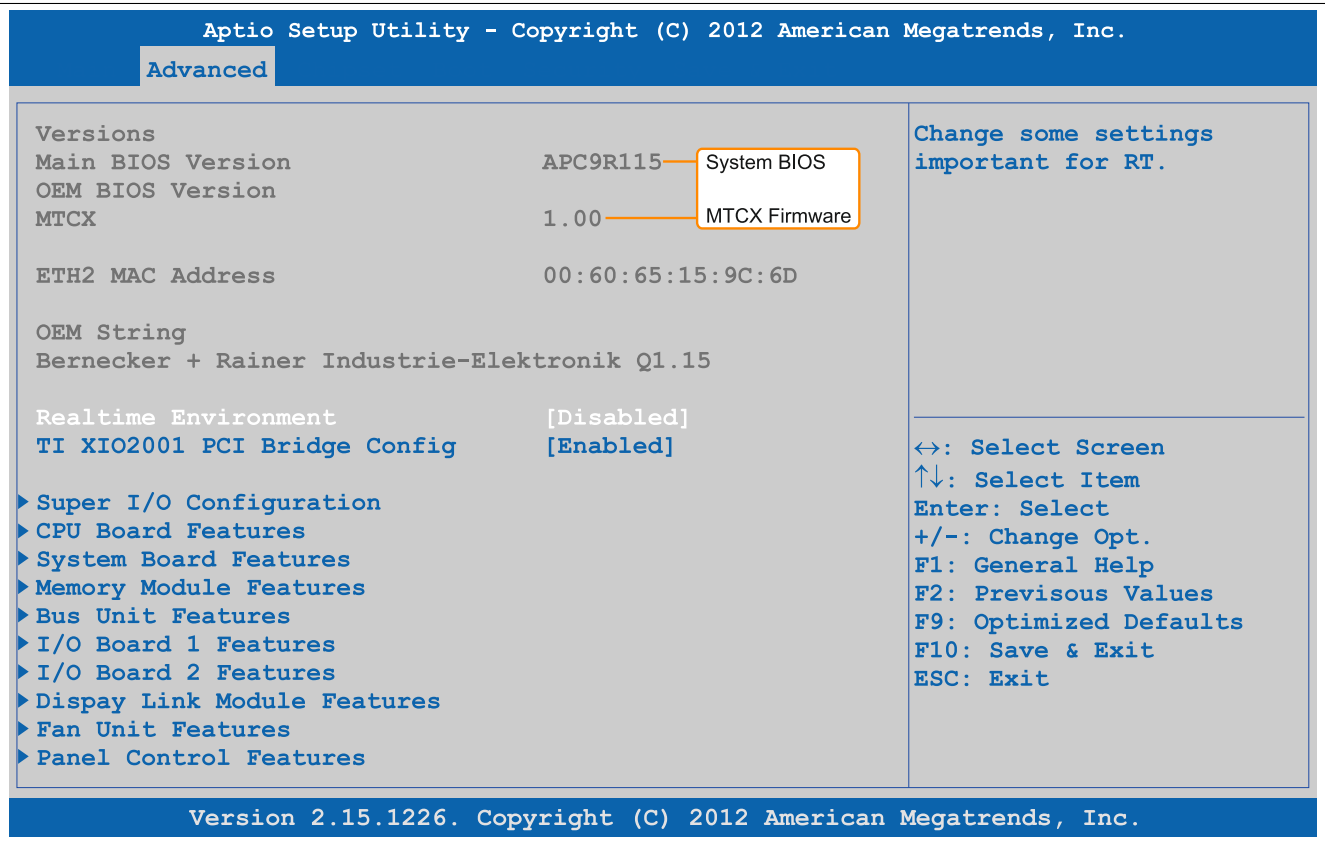 Aptio Setup Utility - Copyright (C) 2012 American Megatrends, Inc.
Advanced
Versions
Main BIOS Version APC9R115 System BIOS
OEM BIOS Version
MTCX 1.00 MTCX Firmware
ETH2 MAC Address 00:60:65:15:9C:6D
OEM String
Bernecker + Rainer Industrie-Elektronik Q1.15
Realtime Environment [Disabled]
TI XIO2001 PCI Bridge Config [Enabled]
Super I/O Configuration
CPU Board Features
System Board Features
Memory Module Features
Bus Unit Features
I/O Board 1 Features
I/O Board 2 Features
Dispay Link Module Features
Fan Unit Features
Panel Control Features
Change some settings
important for RT.
↔: Select Screen
↑↓: Select Item
Enter: Select
+/-: Change Opt.
F1: General Help
F2: Previsous Values
F9: Optimized Defaults
F10: Save & Exit
ESC: Exit
Version 2.15.1226. Copyright (C) 2012 American Megatrends, Inc.